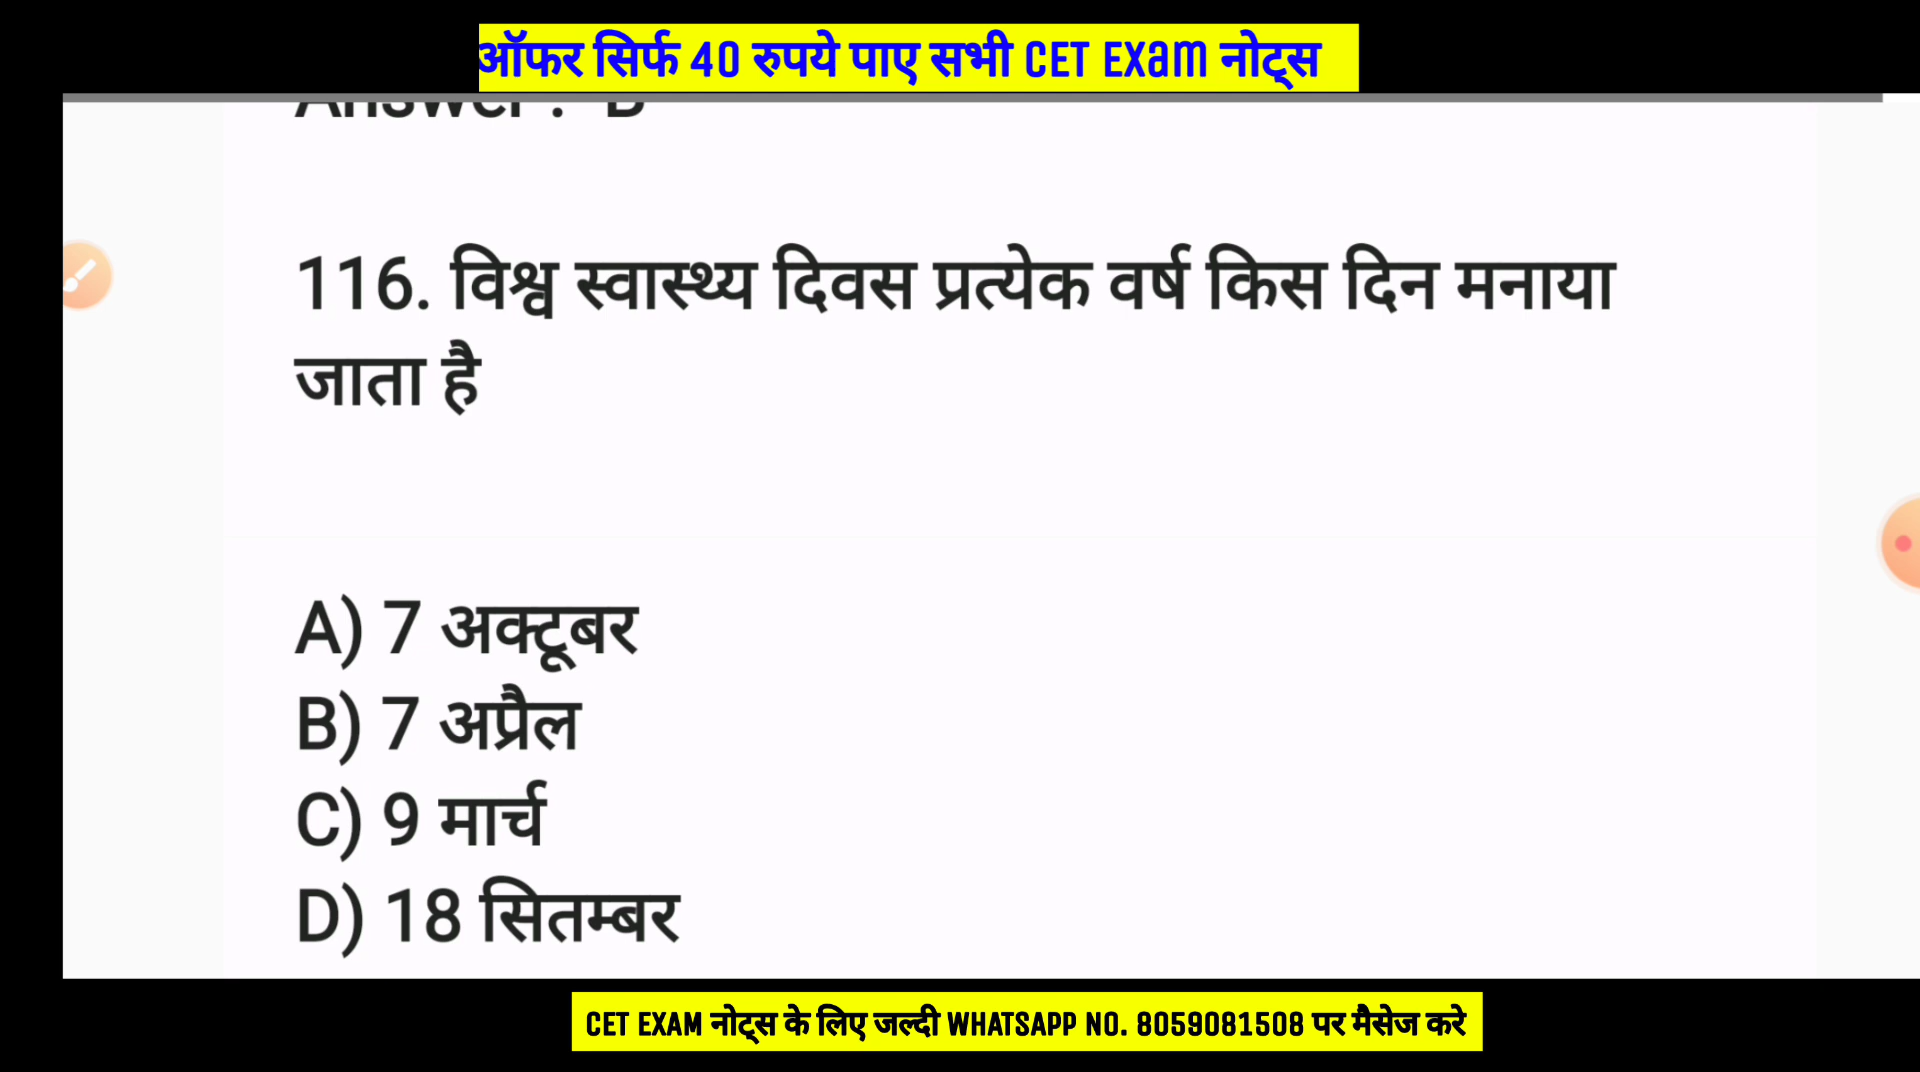 ऑफर सिर्फ 40 रुपये पाए सभी CET Exam नोट्स
Answer : B
116. विश्व स्वास्थ्य दिवस प्रत्येक वर्ष किस दिन मनाया
जाता है
A) 7 अक्टूबर
B) 7 अप्रैल
C) 9 मार्च
D) 18 सितम्बर
CET EXAM नोट्स के लिए जल्दी WHATSAPP NO. 8059081508 पर मैसेज करे